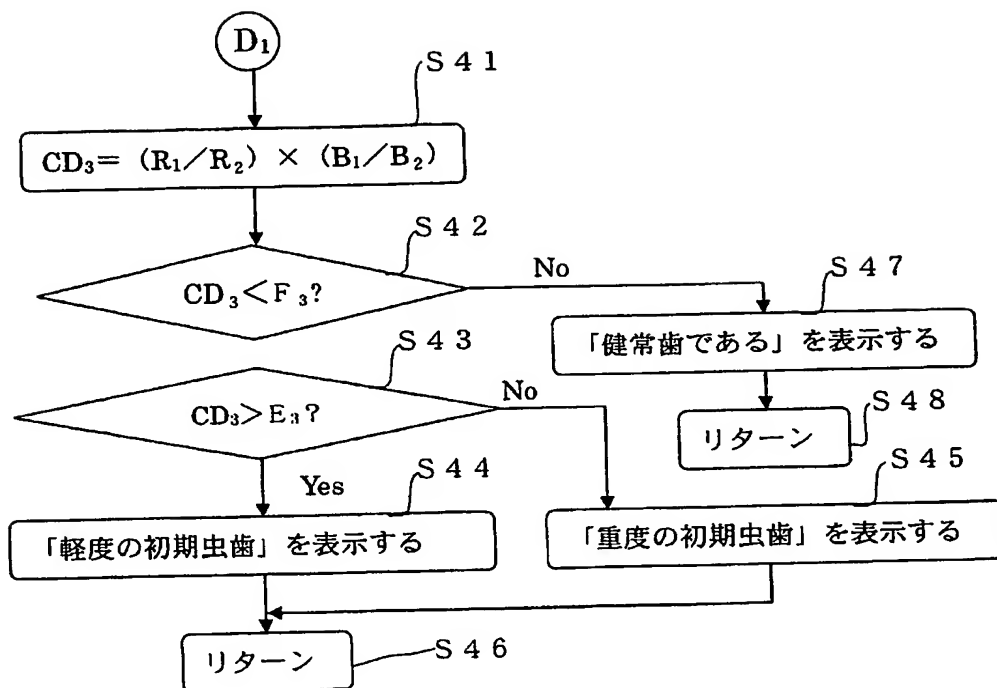 D₁
S41
CD₃= (R₁/R₂) × (B₁/B₂)
S42
CD₃<F₃?
No
S47
「健常歯である」を表示する
S43
CD₃>E₃?
No
S48
リターン
S44
Yes
S45
「軽度の初期虫歯」を表示する
「重度の初期虫歯」を表示する
リターン
S46